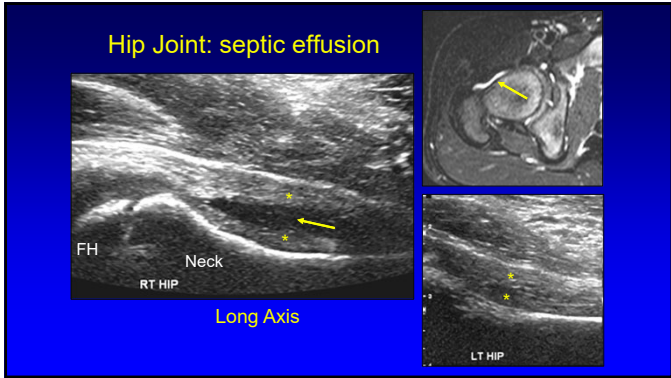 Hip Joint: septic effusion
*
*
FH
Neck
RT HIP
Long Axis
*
*
LT HIP